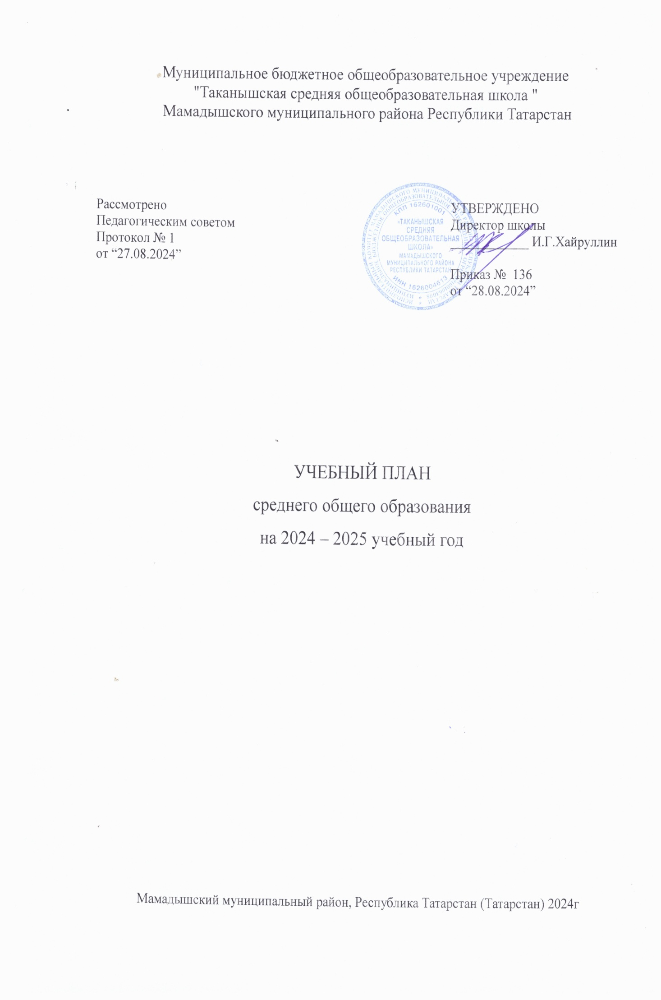 Муниципальное бюджетное общеобразовательное учреждение
"Таканышская средняя общеобразовательная школа "
Мамадышского муниципального района Республики Татарстан
Рассмотрено
Педагогическим советом
Протокол № 1
от “27.08.2024”
КПП 162601001
«ТАКАНЫШСКАЯ
СРЕДНЯЯ
ОБЩЕОБРАЗОВАТЕЛЬНАЯ
ШКОЛА»
МАМАДЫШСКОГО
МУНИЦИПАЛЬНОГО РАЙОНА
РЕСПУБЛИКИ ТАТАРСТАН
ИНН 1626004613
УТВЕРЖДЕНО
Директор школы
____________ И.Г.Хайруллин
Приказ № 136
от “28.08.2024”
УЧЕБНЫЙ ПЛАН
среднего общего образования
на 2024 – 2025 учебный год
Мамадышский муниципальный район, Республика Татарстан (Татарстан) 2024г